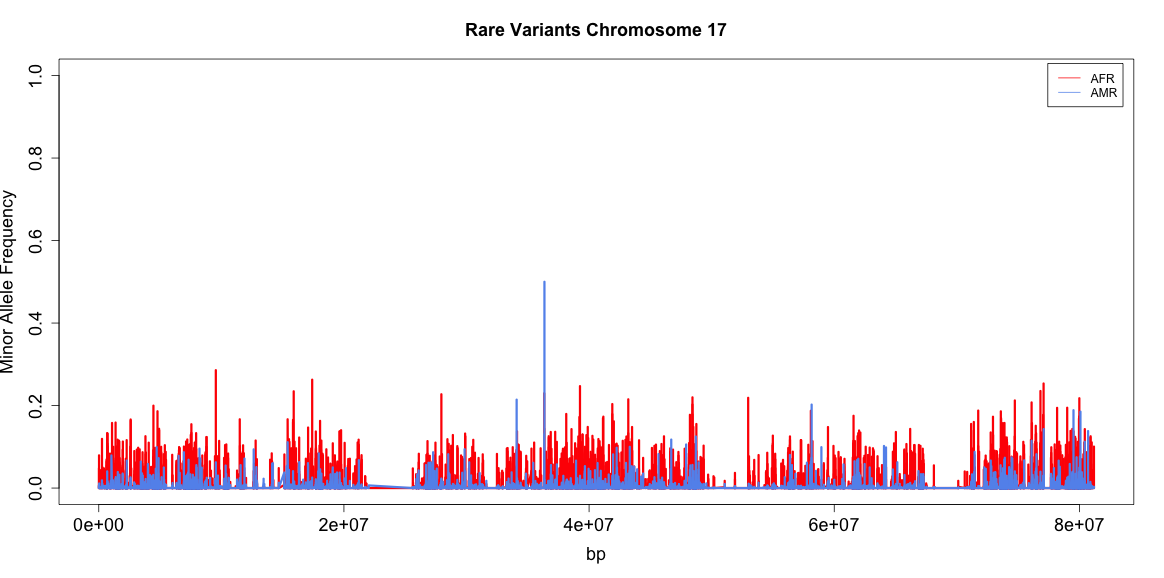 Rare Variants Chromosome 17
AFR
AMR
Minor Allele Frequency
1.0
0.8
0.6
0.4
0.2
0.0
0e+00
2e+07
4e+07
6e+07
8e+07
bp